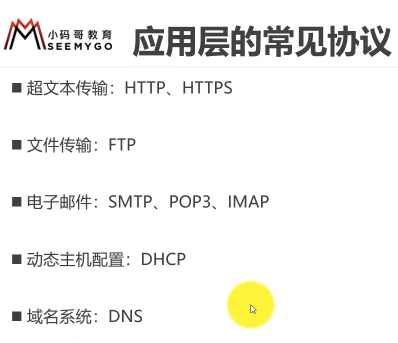 小码哥教育
SEEMYGO
应用层的常见协议
■ 超文本传输：HTTP、HTTPS
■ 文件传输：FTP
■ 电子邮件：SMTP、POP3、IMAP
■ 动态主机配置：DHCP
■ 域名系统：DNS